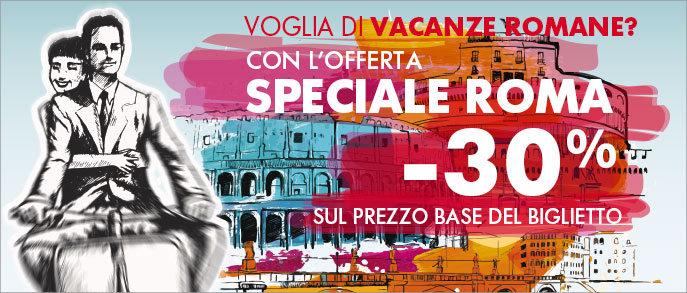 VOGLIA DI VACANZE ROMANE?
CON L'OFFERTA
SPECIALE ROMA
-30%
SUL PREZZO BASE DEL BIGLIETTO